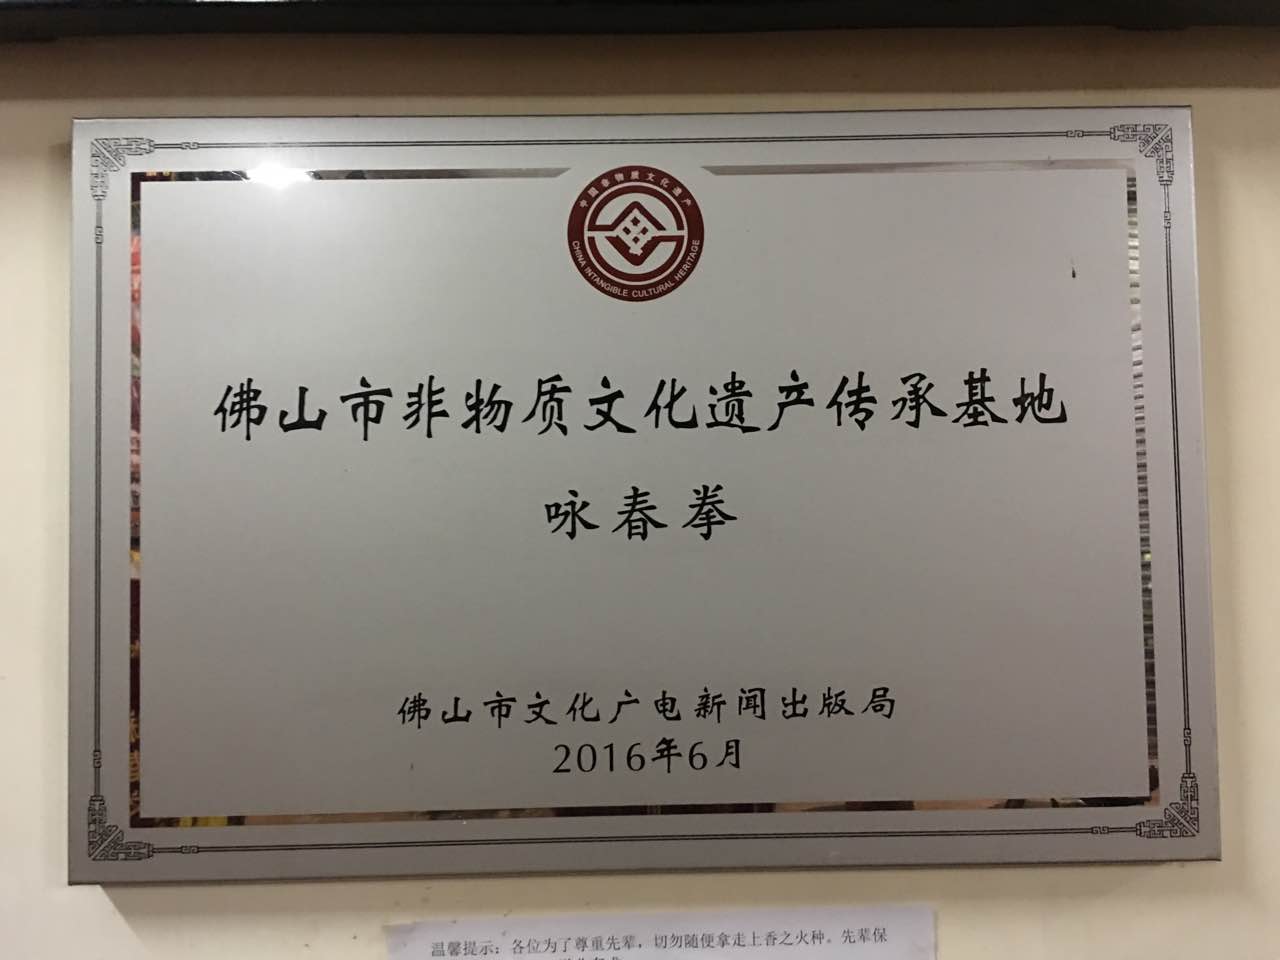 中国非物质文化遗产
CHINA INTANGIBLE CULTURAL HERITAGE
佛山市非物质文化遗产传承基地
咏春拳
佛山市文化广电新闻出版局
2016年6月
温馨提示：各位为了尊重先辈，切勿随便拿走上香之火种。先辈保